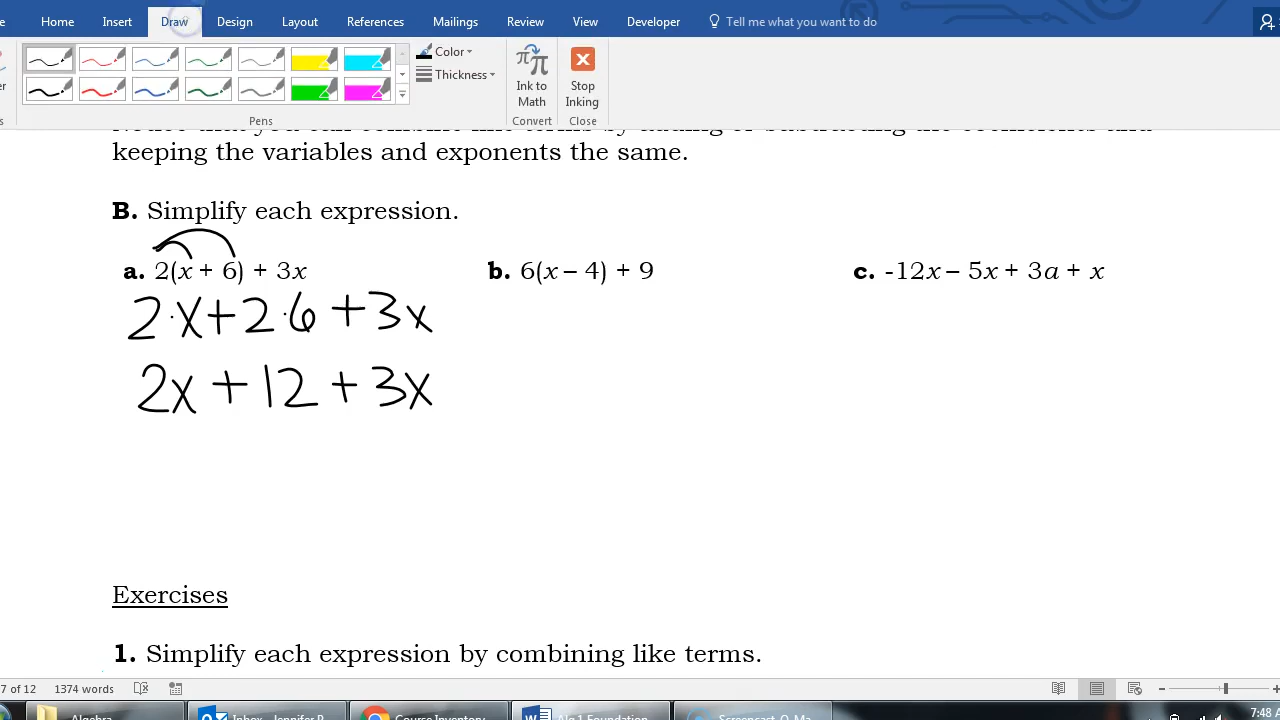 Home Insert Draw Design Layout References Mailings Review View Developer Tell me what you want to do
Color
Thickness
Ink to Math
Stop Inking
Pens Convert Close
keeping the variables and exponents the same.
B. Simplify each expression.
a. 2(x + 6) + 3x b. 6(x – 4) + 9 c. -12x – 5x + 3a + x
2·x+2·6 +3x
2x + 12 + 3x
Exercises
1. Simplify each expression by combining like terms.
7 of 12 1374 words
Algebra Inbox - Jennifer R Course Inventory Alg 1 Foundation Screencast-O-Ma 7:48 A